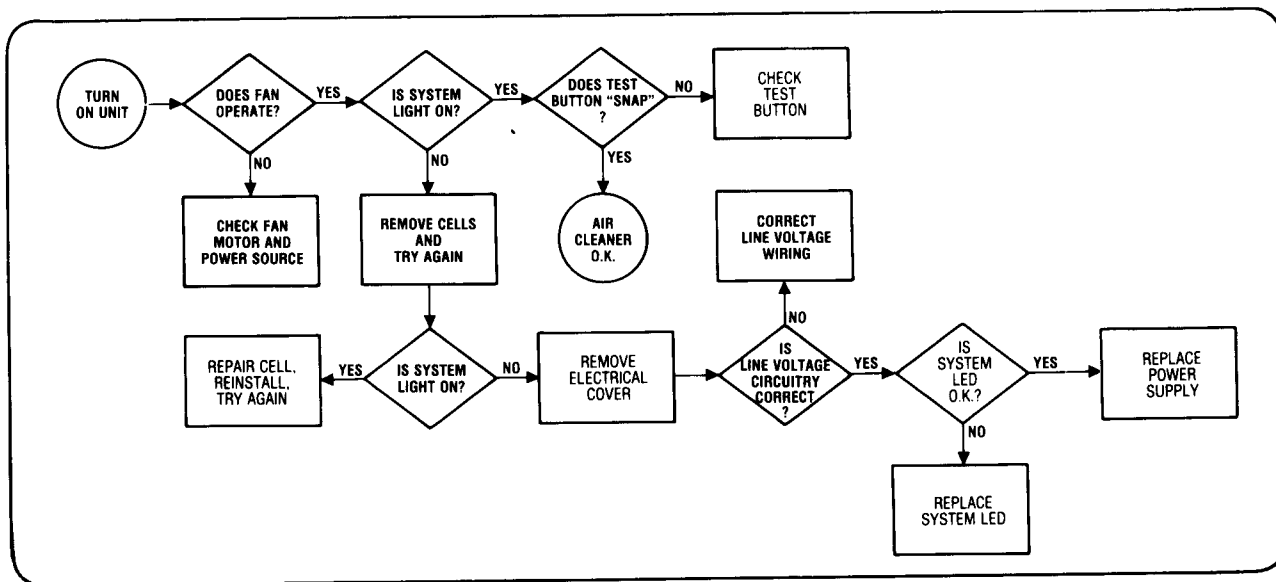 TURN
ON UNIT
DOES FAN
OPERATE?
YES
IS SYSTEM
LIGHT ON?
YES
DOES TEST
BUTTON "SNAP"
?
NO
CHECK
TEST
BUTTON
NO
CHECK FAN
MOTOR AND
POWER SOURCE
NO
REMOVE CELLS
AND
TRY AGAIN
YES
AIR
CLEANER
O.K.
CORRECT
LINE VOLTAGE
WIRING
NO
REPAIR CELL,
REINSTALL,
TRY AGAIN
YES
IS SYSTEM
LIGHT ON?
NO
REMOVE
ELECTRICAL
COVER
IS
LINE VOLTAGE
CIRCUITRY
CORRECT
?
YES
IS
SYSTEM
LED
O.K.?
YES
REPLACE
POWER
SUPPLY
NO
REPLACE
SYSTEM LED